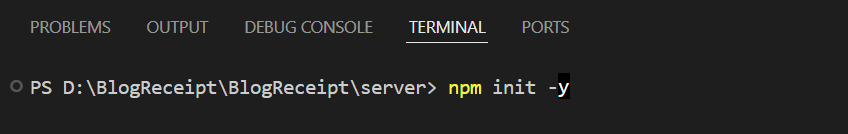 PROBLEMS OUTPUT DEBUG CONSOLE TERMINAL PORTS
PS D:\BlogReceipt\BlogReceipt\server> npm init -y